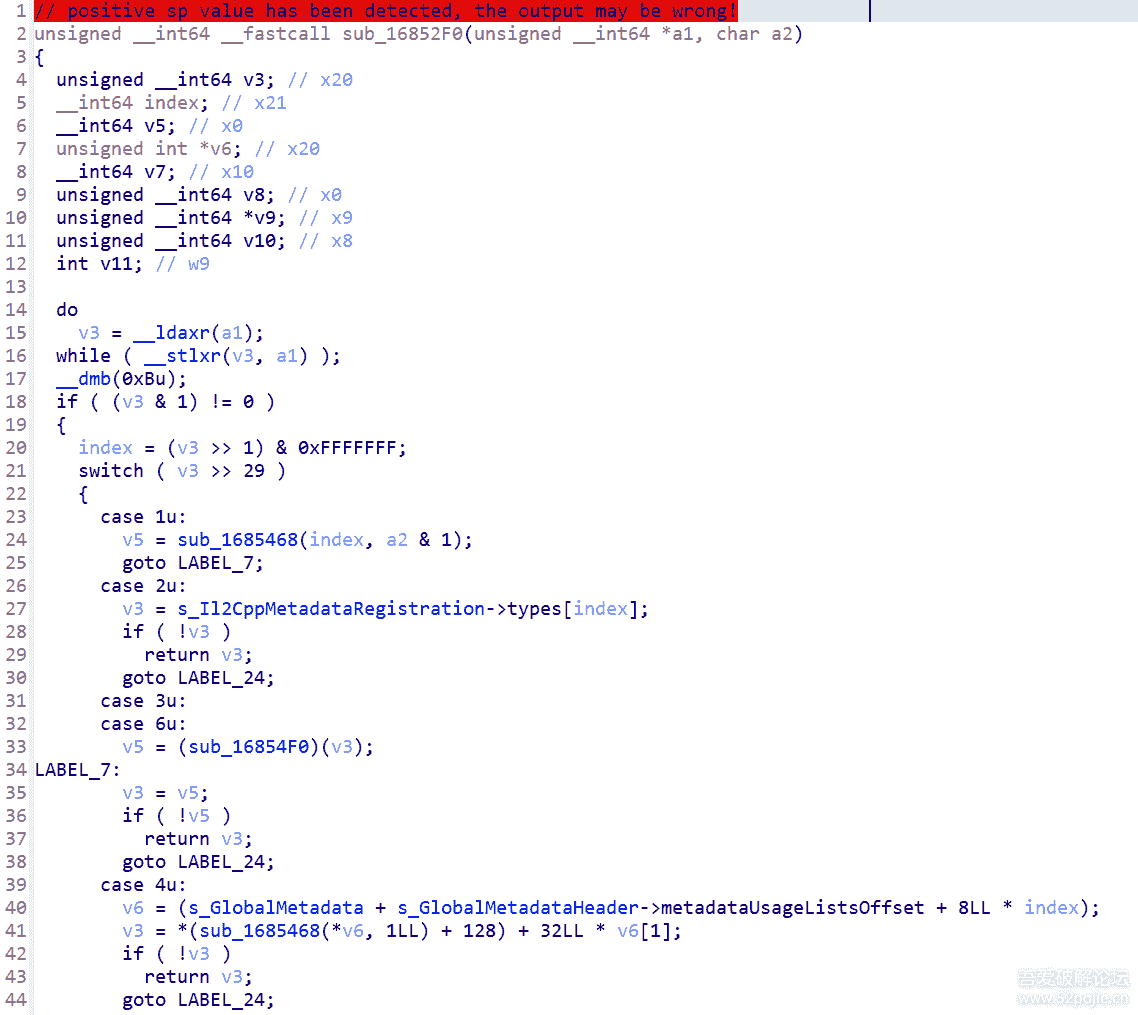 1 // positive sp value has been detected, the output may be wrong!
2 unsigned __int64 __fastcall sub_16852F0(unsigned __int64 *a1, char a2)
3 {
4 unsigned __int64 v3; // x20
5 __int64 index; // x21
6 __int64 v5; // x0
7 unsigned int *v6; // x20
8 __int64 v7; // x10
9 unsigned __int64 v8; // x0
10 unsigned __int64 *v9; // x9
11 unsigned __int64 v10; // x8
12 int v11; // w9
13
14 do
15 v3 = __ldaxr(a1);
16 while ( __stlxr(v3, a1) );
17 __dmb(0xBu);
18 if ( (v3 & 1) != 0 )
19 {
20 index = (v3 >> 1) & 0xFFFFFFF;
21 switch ( v3 >> 29 )
22 {
23 case 1u:
24 v5 = sub_1685468(index, a2 & 1);
25 goto LABEL_7;
26 case 2u:
27 v3 = s_Il2CppMetadataRegistration->types[index];
28 if ( !v3 )
29 return v3;
30 goto LABEL_24;
31 case 3u:
32 case 6u:
33 v5 = (sub_16854F0)(v3);
34 LABEL_7:
35 v3 = v5;
36 if ( !v5 )
37 return v3;
38 goto LABEL_24;
39 case 4u:
40 v6 = (s_GlobalMetadata + s_GlobalMetadataHeader->metadataUsageListsOffset + 8LL * index);
41 v3 = *(sub_1685468(*v6, 1LL) + 128) + 32LL * v6[1];
42 if ( !v3 )
43 return v3;
44 goto LABEL_24;
吾爱破解论坛
www.52pojie.cn